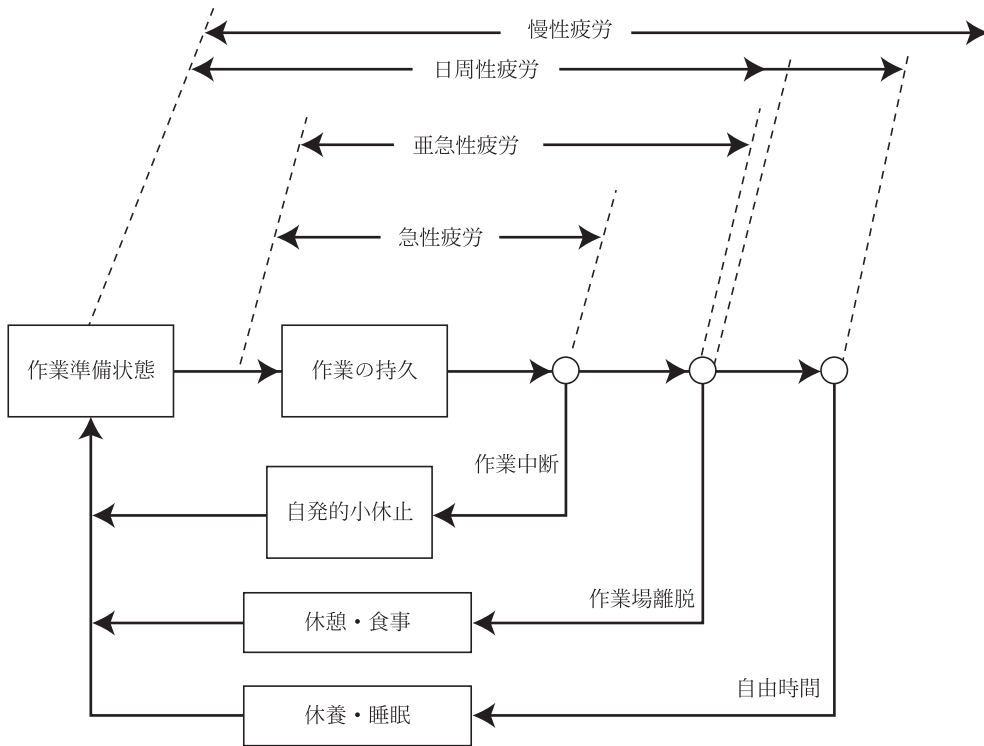 慢性疲労
日周性疲労
亜急性疲労
急性疲労
作業準備状態
作業の持久
作業中断
自発的小休止
作業場離脱
休憩・食事
自由時間
休養・睡眠